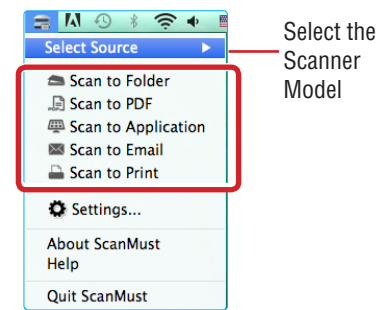 Select Source
Select the
Scanner
Model
Scan to Folder
Scan to PDF
Scan to Application
Scan to Email
Scan to Print
Settings...
About ScanMust
Help
Quit ScanMust